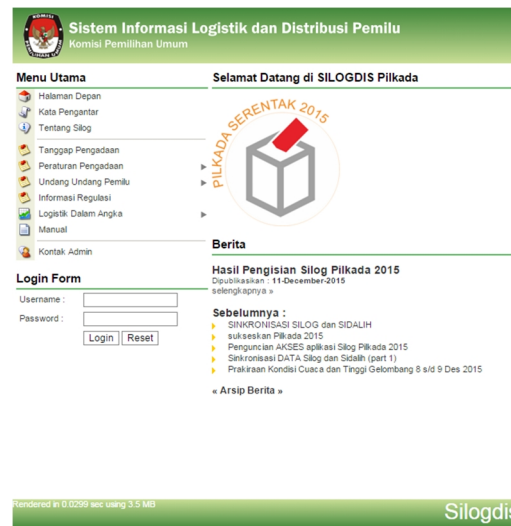 KOMISI
PEMILIHAN UMUM
Sistem Informasi Logistik dan Distribusi Pemilu
Komisi Pemilihan Umum
Menu Utama
Halaman Depan
Kata Pengantar
Tentang Silog
Tanggap Pengadaan
Peraturan Pengadaan
Undang Undang Pemilu
Informasi Regulasi
Logistik Dalam Angka
Manual
Kontak Admin
Login Form
Username :
Password :
Login Reset
Selamat Datang di SILOGDIS Pilkada
PILKADA SERENTAK 2015
Berita
Hasil Pengisian Silog Pilkada 2015
Dipublikasikan : 11-December-2015
selengkapnya »
Sebelumnya :
SINKRONISASI SILOG dan SIDALIH
sukseskan Pilkada 2015
Penguncian AKSES aplikasi Silog Pilkada 2015
Sinkronisasi DATA Silog dan Sidalih (part 1)
Prakiraan Kondisi Cuaca dan Tinggi Gelombang 8 s/d 9 Des 2015
« Arsip Berita »
Rendered in 0.0299 sec using 3.5 MB
Silogdis